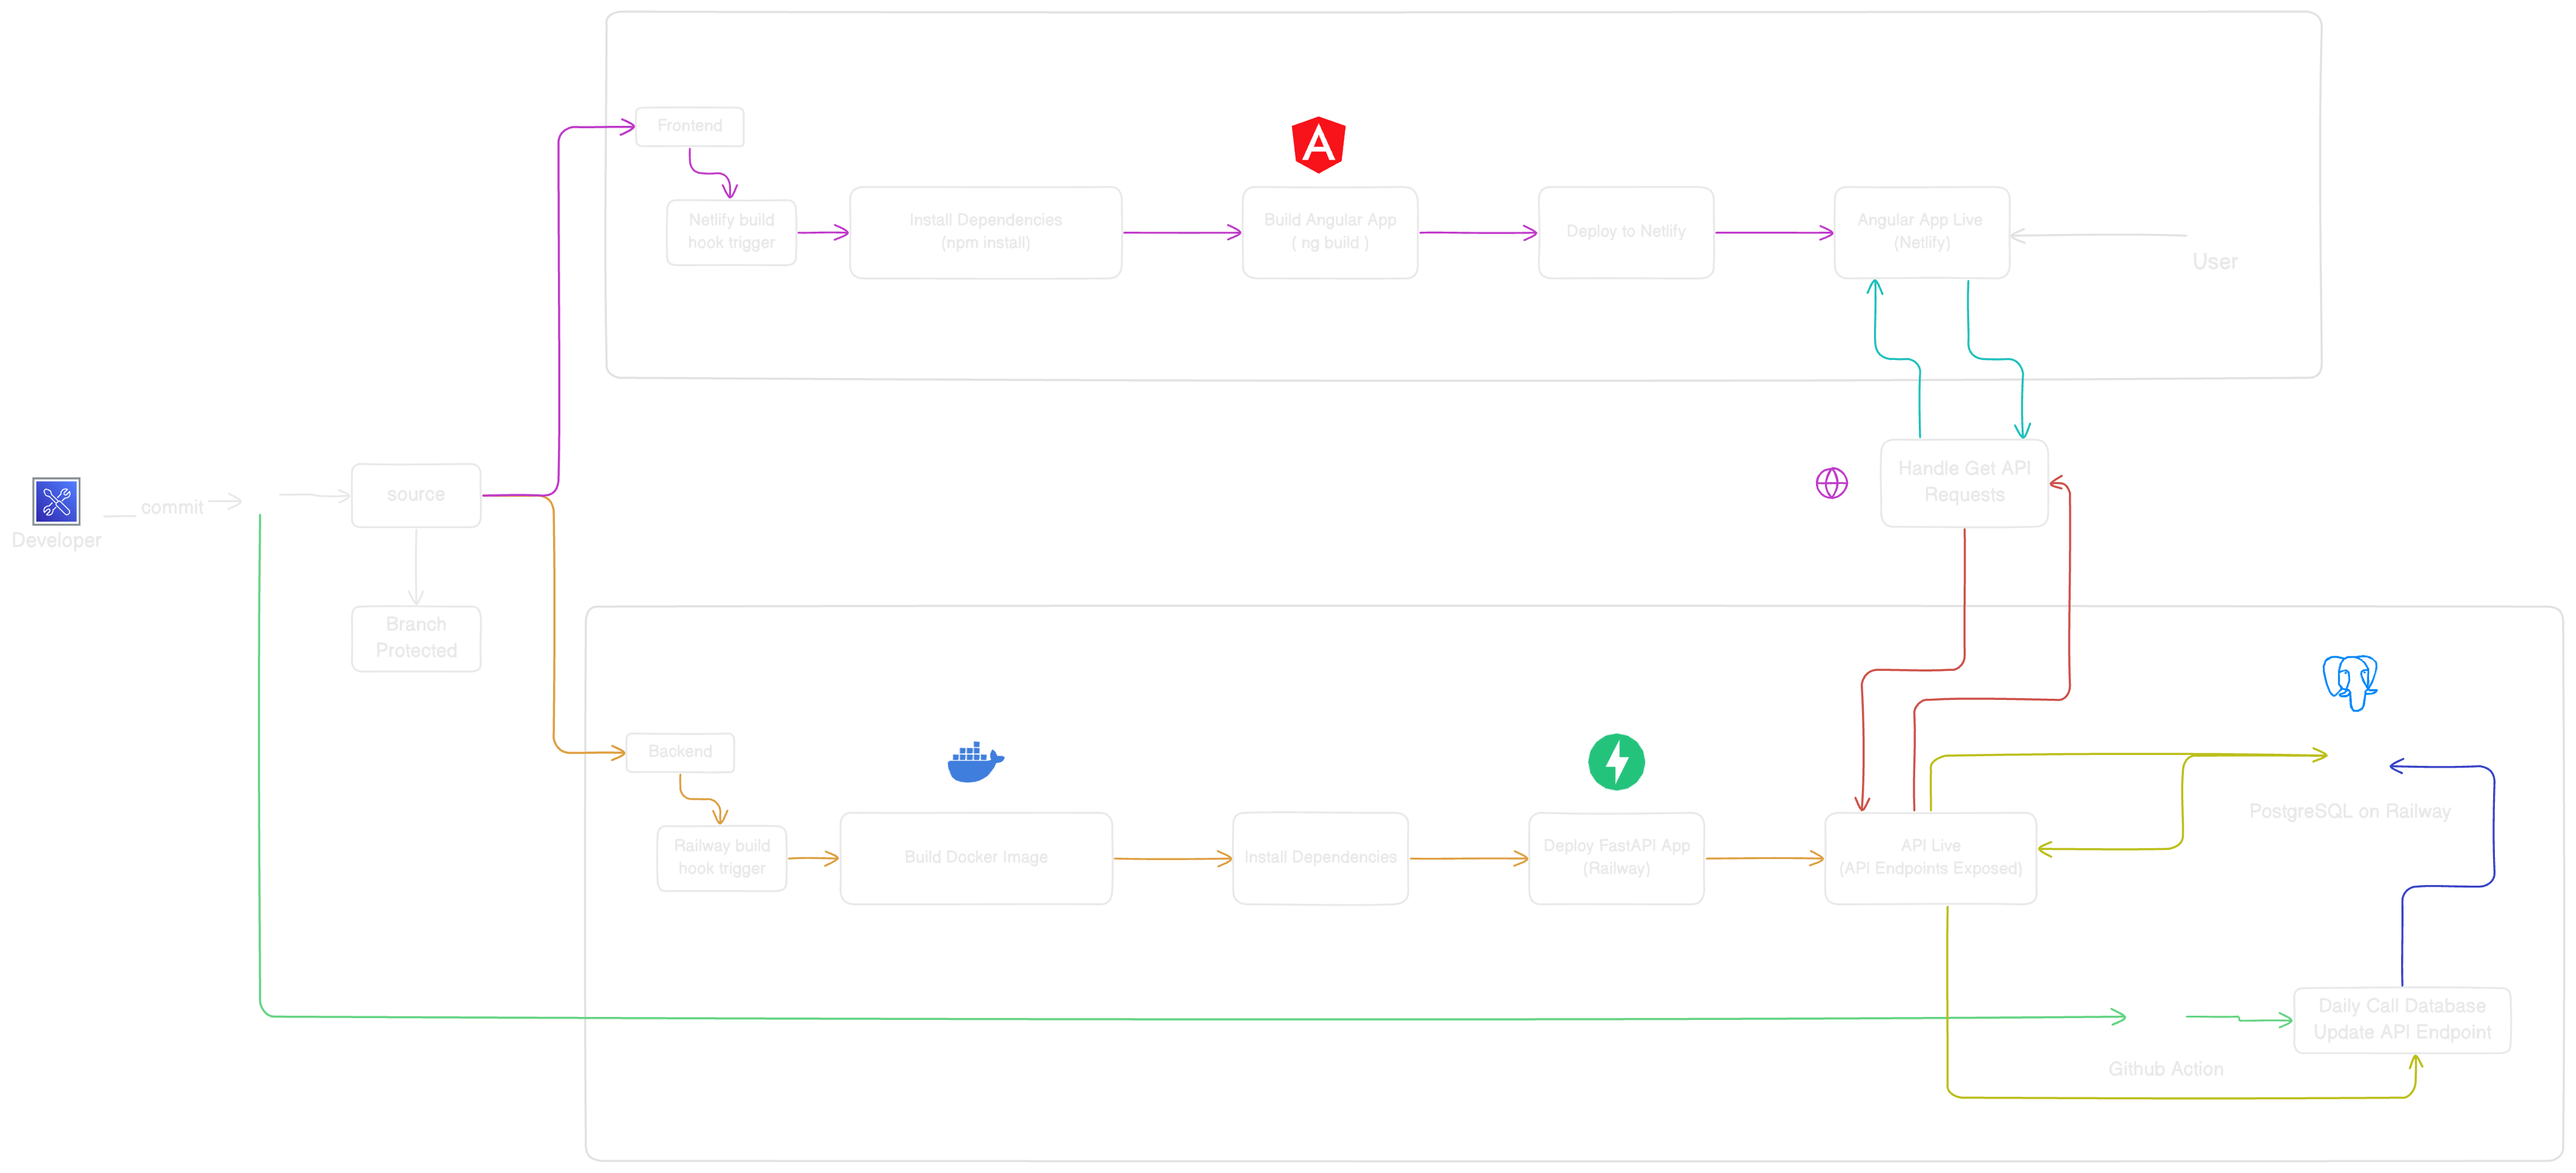 Frontend
Netlify build
hook trigger
Install Dependencies
(npm install)
Build Angular App
( ng build )
Deploy to Netlify
Angular App Live
(Netlify)
User
Developer
commit
source
Branch
Protected
Handle Get API
Requests
Backend
Railway build
hook trigger
Build Docker Image
Install Dependencies
Deploy FastAPI App
(Railway)
API Live
(API Endpoints Exposed)
PostgreSQL on Railway
Github Action
Daily Call Database
Update API Endpoint